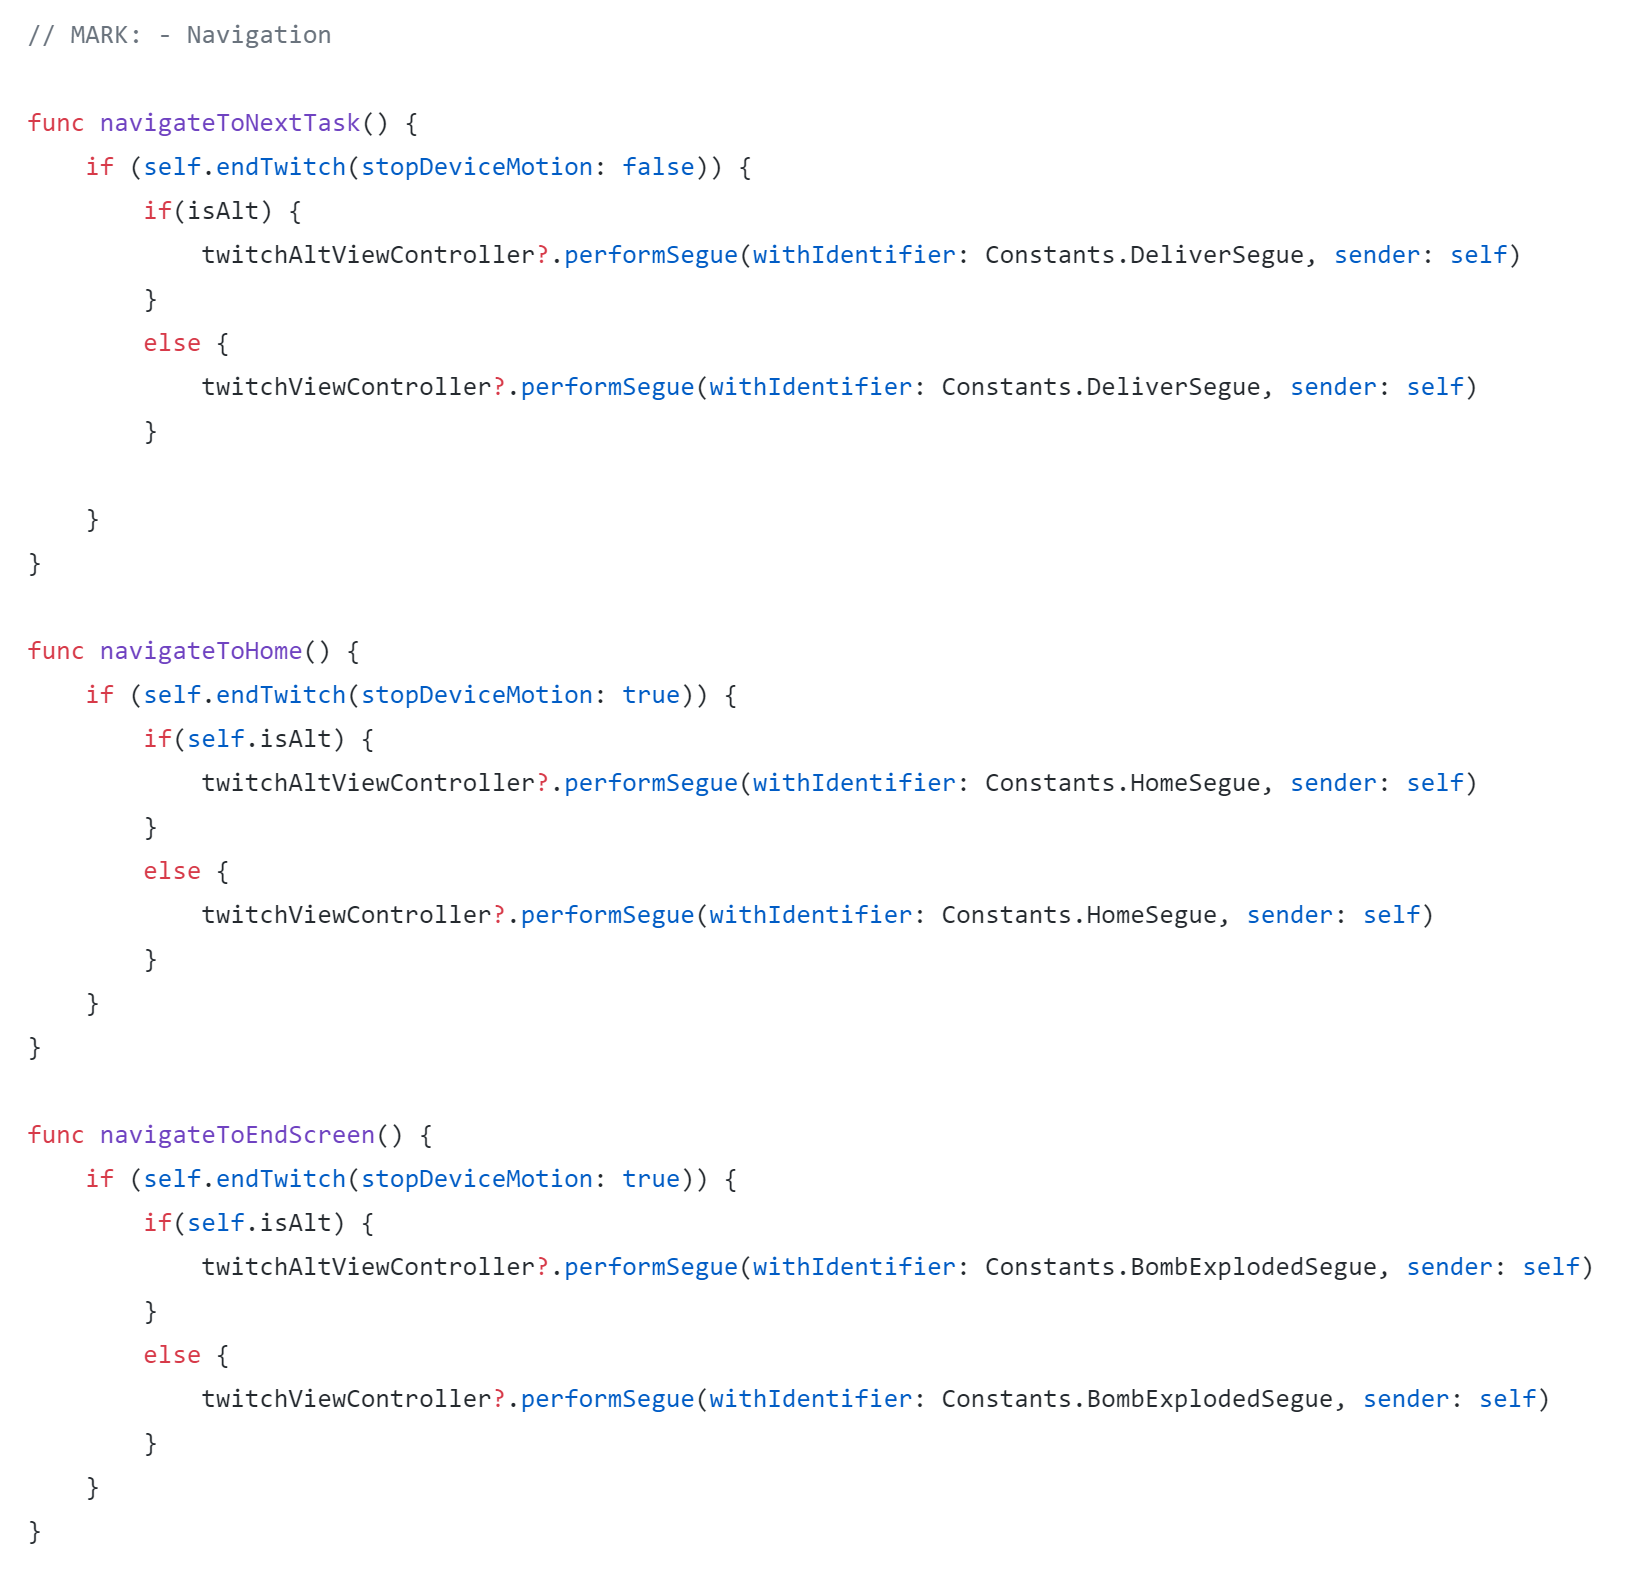 // MARK: - Navigation
func navigateToNextTask() {
    if (self.endTwitch(stopDeviceMotion: false)) {
        if(isAlt) {
            twitchAltViewController?.performSegue(withIdentifier: Constants.DeliverSegue, sender: self)
        }
        else {
            twitchViewController?.performSegue(withIdentifier: Constants.DeliverSegue, sender: self)
        }
    }
}
func navigateToHome() {
    if (self.endTwitch(stopDeviceMotion: true)) {
        if(self.isAlt) {
            twitchAltViewController?.performSegue(withIdentifier: Constants.HomeSegue, sender: self)
        }
        else {
            twitchViewController?.performSegue(withIdentifier: Constants.HomeSegue, sender: self)
        }
    }
}
func navigateToEndScreen() {
    if (self.endTwitch(stopDeviceMotion: true)) {
        if(self.isAlt) {
            twitchAltViewController?.performSegue(withIdentifier: Constants.BombExplodedSegue, sender: self)
        }
        else {
            twitchViewController?.performSegue(withIdentifier: Constants.BombExplodedSegue, sender: self)
        }
    }
}